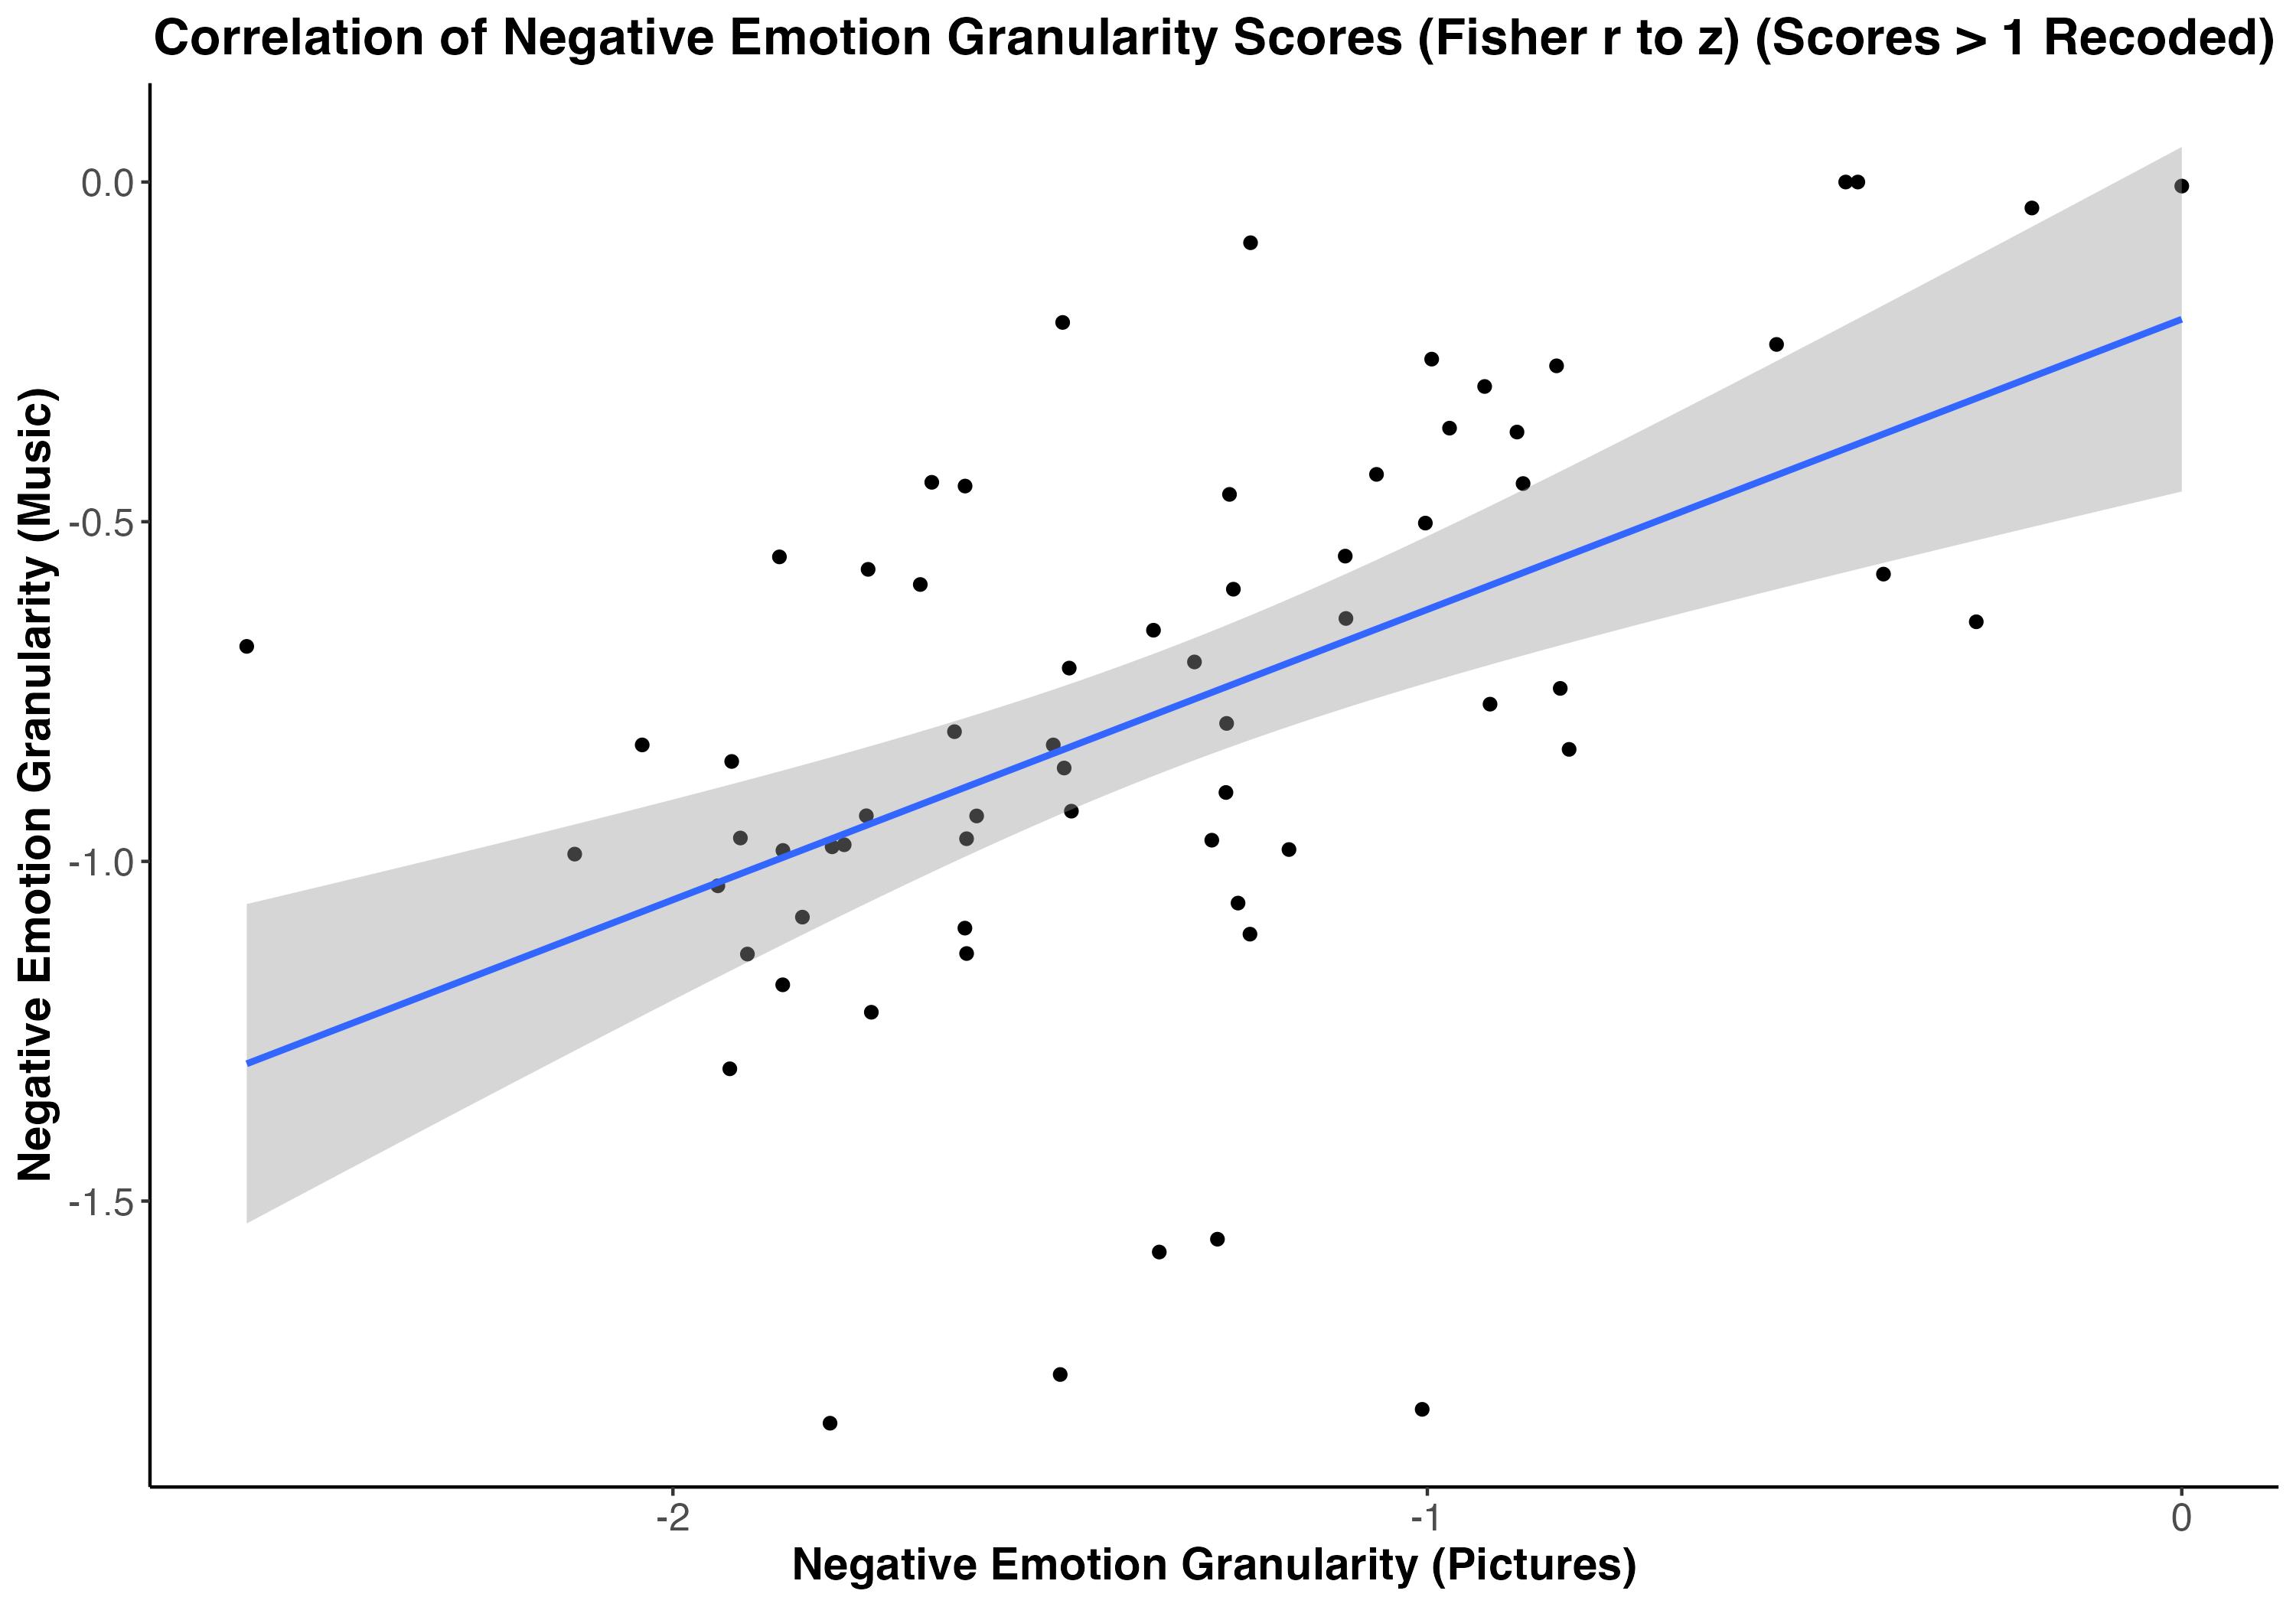 Correlation of Negative Emotion Granularity Scores (Fisher r to z) (Scores > 1 Recoded)
Negative Emotion Granularity (Music)
0.0
-0.5
-1.0
-1.5
-2
-1
0
Negative Emotion Granularity (Pictures)